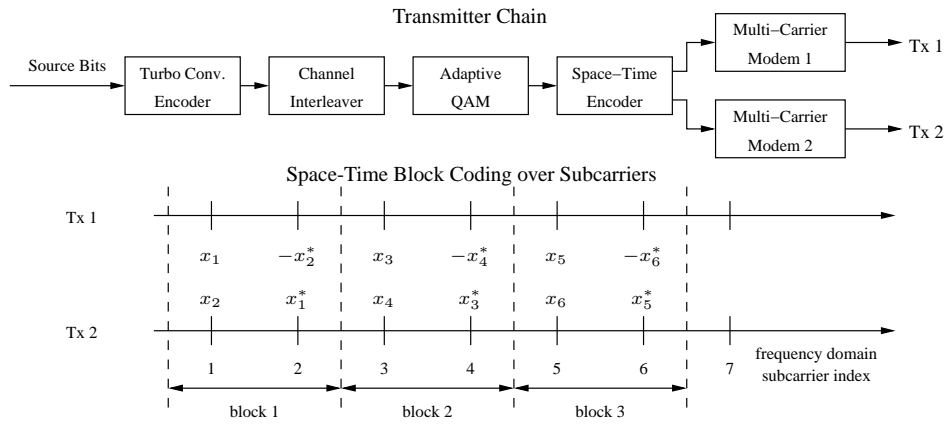 Transmitter Chain
Source Bits
Turbo Conv.
Encoder
Channel
Interleaver
Adaptive
QAM
Space−Time
Encoder
Multi−Carrier
Modem 1
Tx 1
Multi−Carrier
Modem 2
Tx 2
Space-Time Block Coding over Subcarriers
Tx 1
x₁ −x₂* x₃ −x₄* x₅ −x₆*
x₂ x₁* x₄ x₃* x₆ x₅*
Tx 2
1 2 3 4 5 6 7
frequency domain
subcarrier index
block 1 block 2 block 3